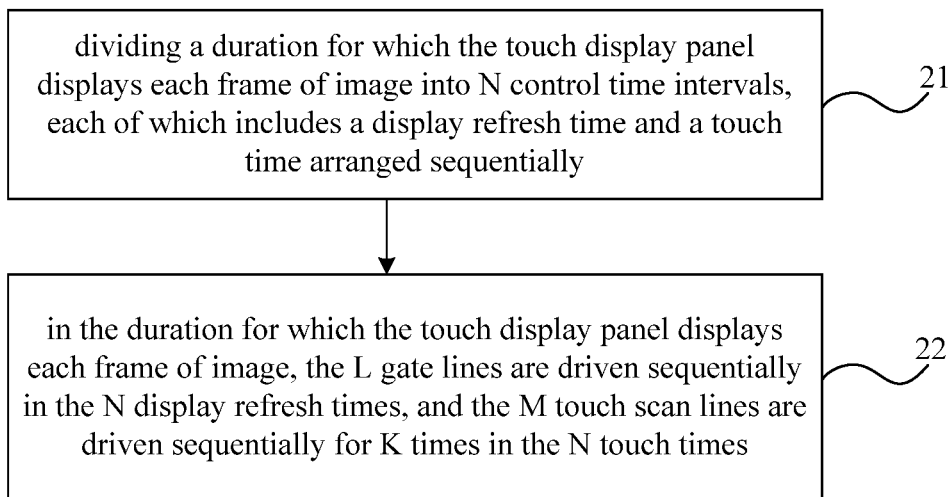 dividing a duration for which the touch display panel
displays each frame of image into N control time intervals,
each of which includes a display refresh time and a touch
time arranged sequentially
21
in the duration for which the touch display panel displays
each frame of image, the L gate lines are driven sequentially
in the N display refresh times, and the M touch scan lines are
driven sequentially for K times in the N touch times
22